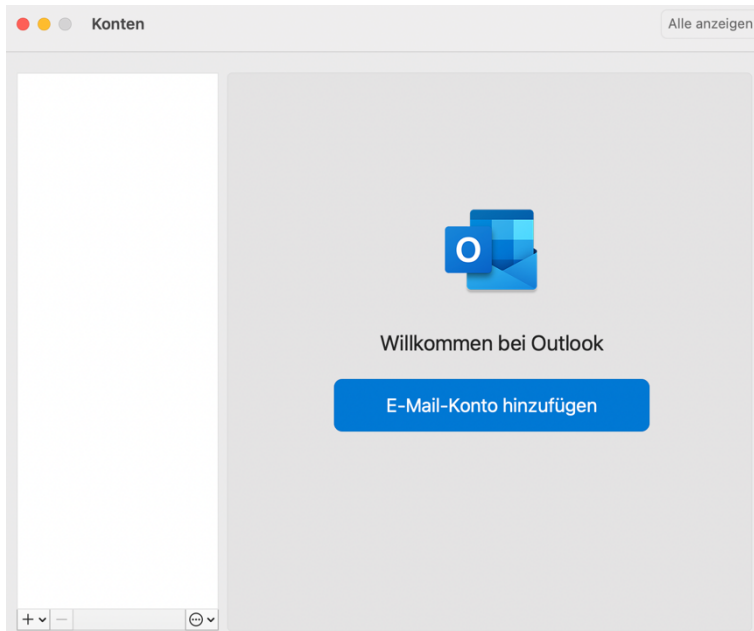 Konten
Alle anzeigen
O
Willkommen bei Outlook
E-Mail-Konto hinzufügen